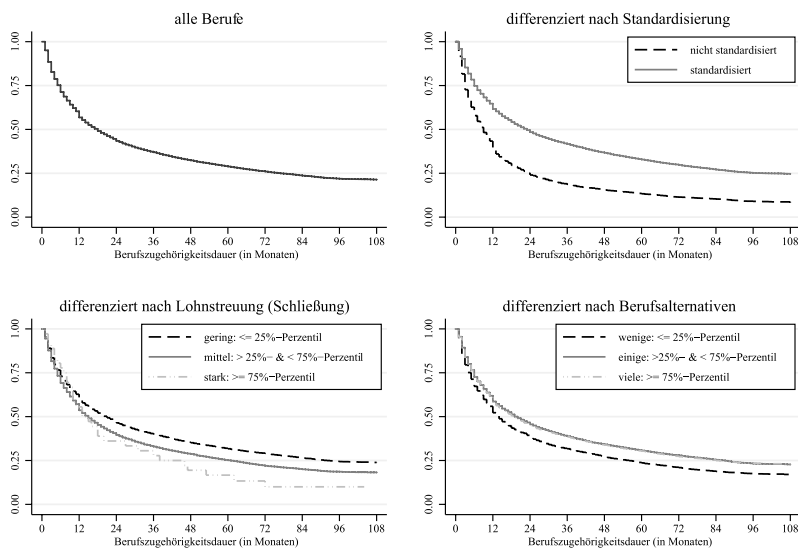 alle Berufe
1.00
0.75
0.50
0.25
0.00
0 12 24 36 48 60 72 84 96 108
Berufszugehörigkeitsdauer (in Monaten)
differenziert nach Standardisierung
nicht standardisiert
standardisiert
1.00
0.75
0.50
0.25
0.00
0 12 24 36 48 60 72 84 96 108
Berufszugehörigkeitsdauer (in Monaten)
differenziert nach Lohnstreuung (Schließung)
gering: <= 25%−Perzentil
mittel: > 25%− & < 75%−Perzentil
stark: >= 75%−Perzentil
1.00
0.75
0.50
0.25
0.00
0 12 24 36 48 60 72 84 96 108
Berufszugehörigkeitsdauer (in Monaten)
differenziert nach Berufsalternativen
wenige: <= 25%−Perzentil
einige: >25%− & < 75%−Perzentil
viele: >= 75%−Perzentil
1.00
0.75
0.50
0.25
0.00
0 12 24 36 48 60 72 84 96 108
Berufszugehörigkeitsdauer (in Monaten)